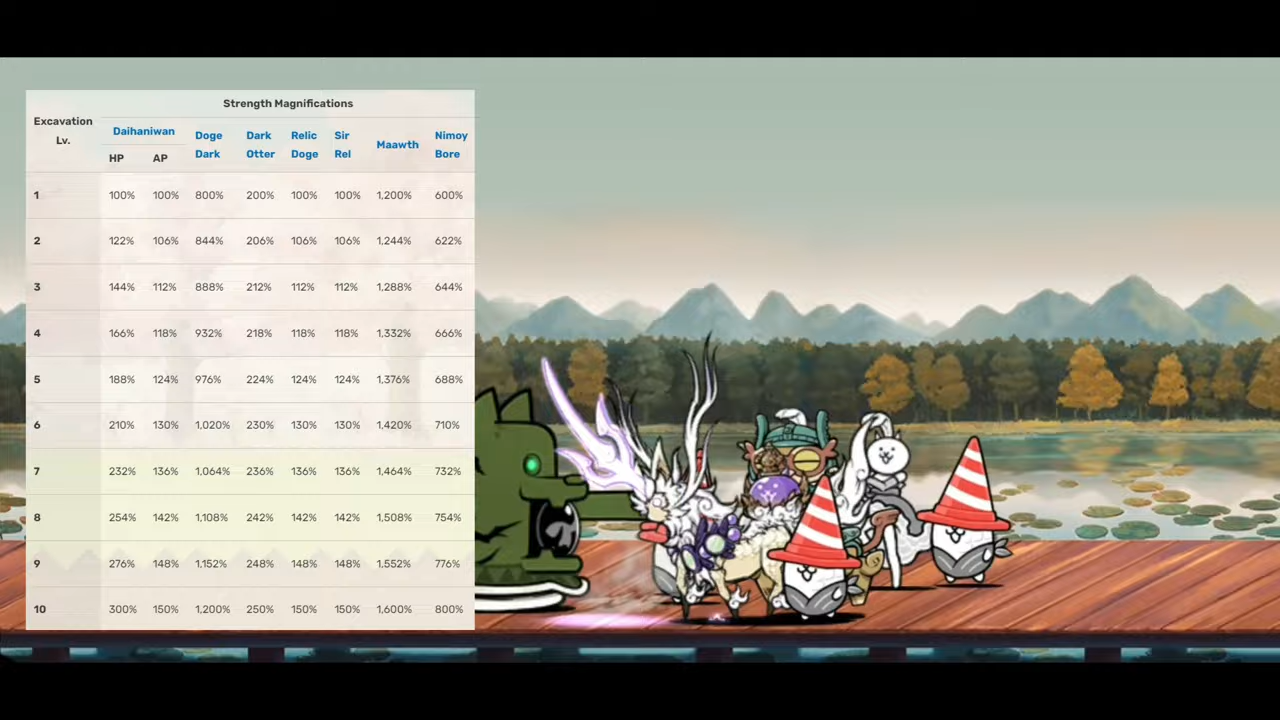 Strength Magnifications
Excavation Lv.
Daihaniwan
Doge Dark
Dark Otter
Relic Doge
Sir Rel
Maawth
Nimoy Bore
HP AP
1 100% 100% 800% 200% 100% 100% 1,200% 600%
2 122% 106% 844% 206% 106% 106% 1,244% 622%
3 144% 112% 888% 212% 112% 112% 1,288% 644%
4 166% 118% 932% 218% 118% 118% 1,332% 666%
5 188% 124% 976% 224% 124% 124% 1,376% 688%
6 210% 130% 1,020% 230% 130% 130% 1,420% 710%
7 232% 136% 1,064% 236% 136% 136% 1,464% 732%
8 254% 142% 1,108% 242% 142% 142% 1,508% 754%
9 276% 148% 1,152% 248% 148% 148% 1,552% 776%
10 300% 150% 1,200% 250% 150% 150% 1,600% 800%